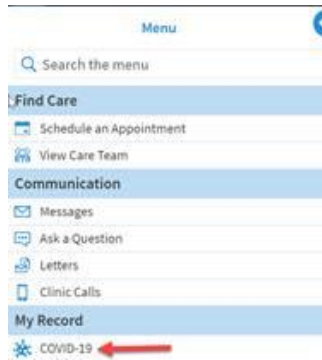 Menu
Search the menu
Find Care
Schedule an Appointment
View Care Team
Communication
Messages
Ask a Question
Letters
Clinic Calls
My Record
COVID-19